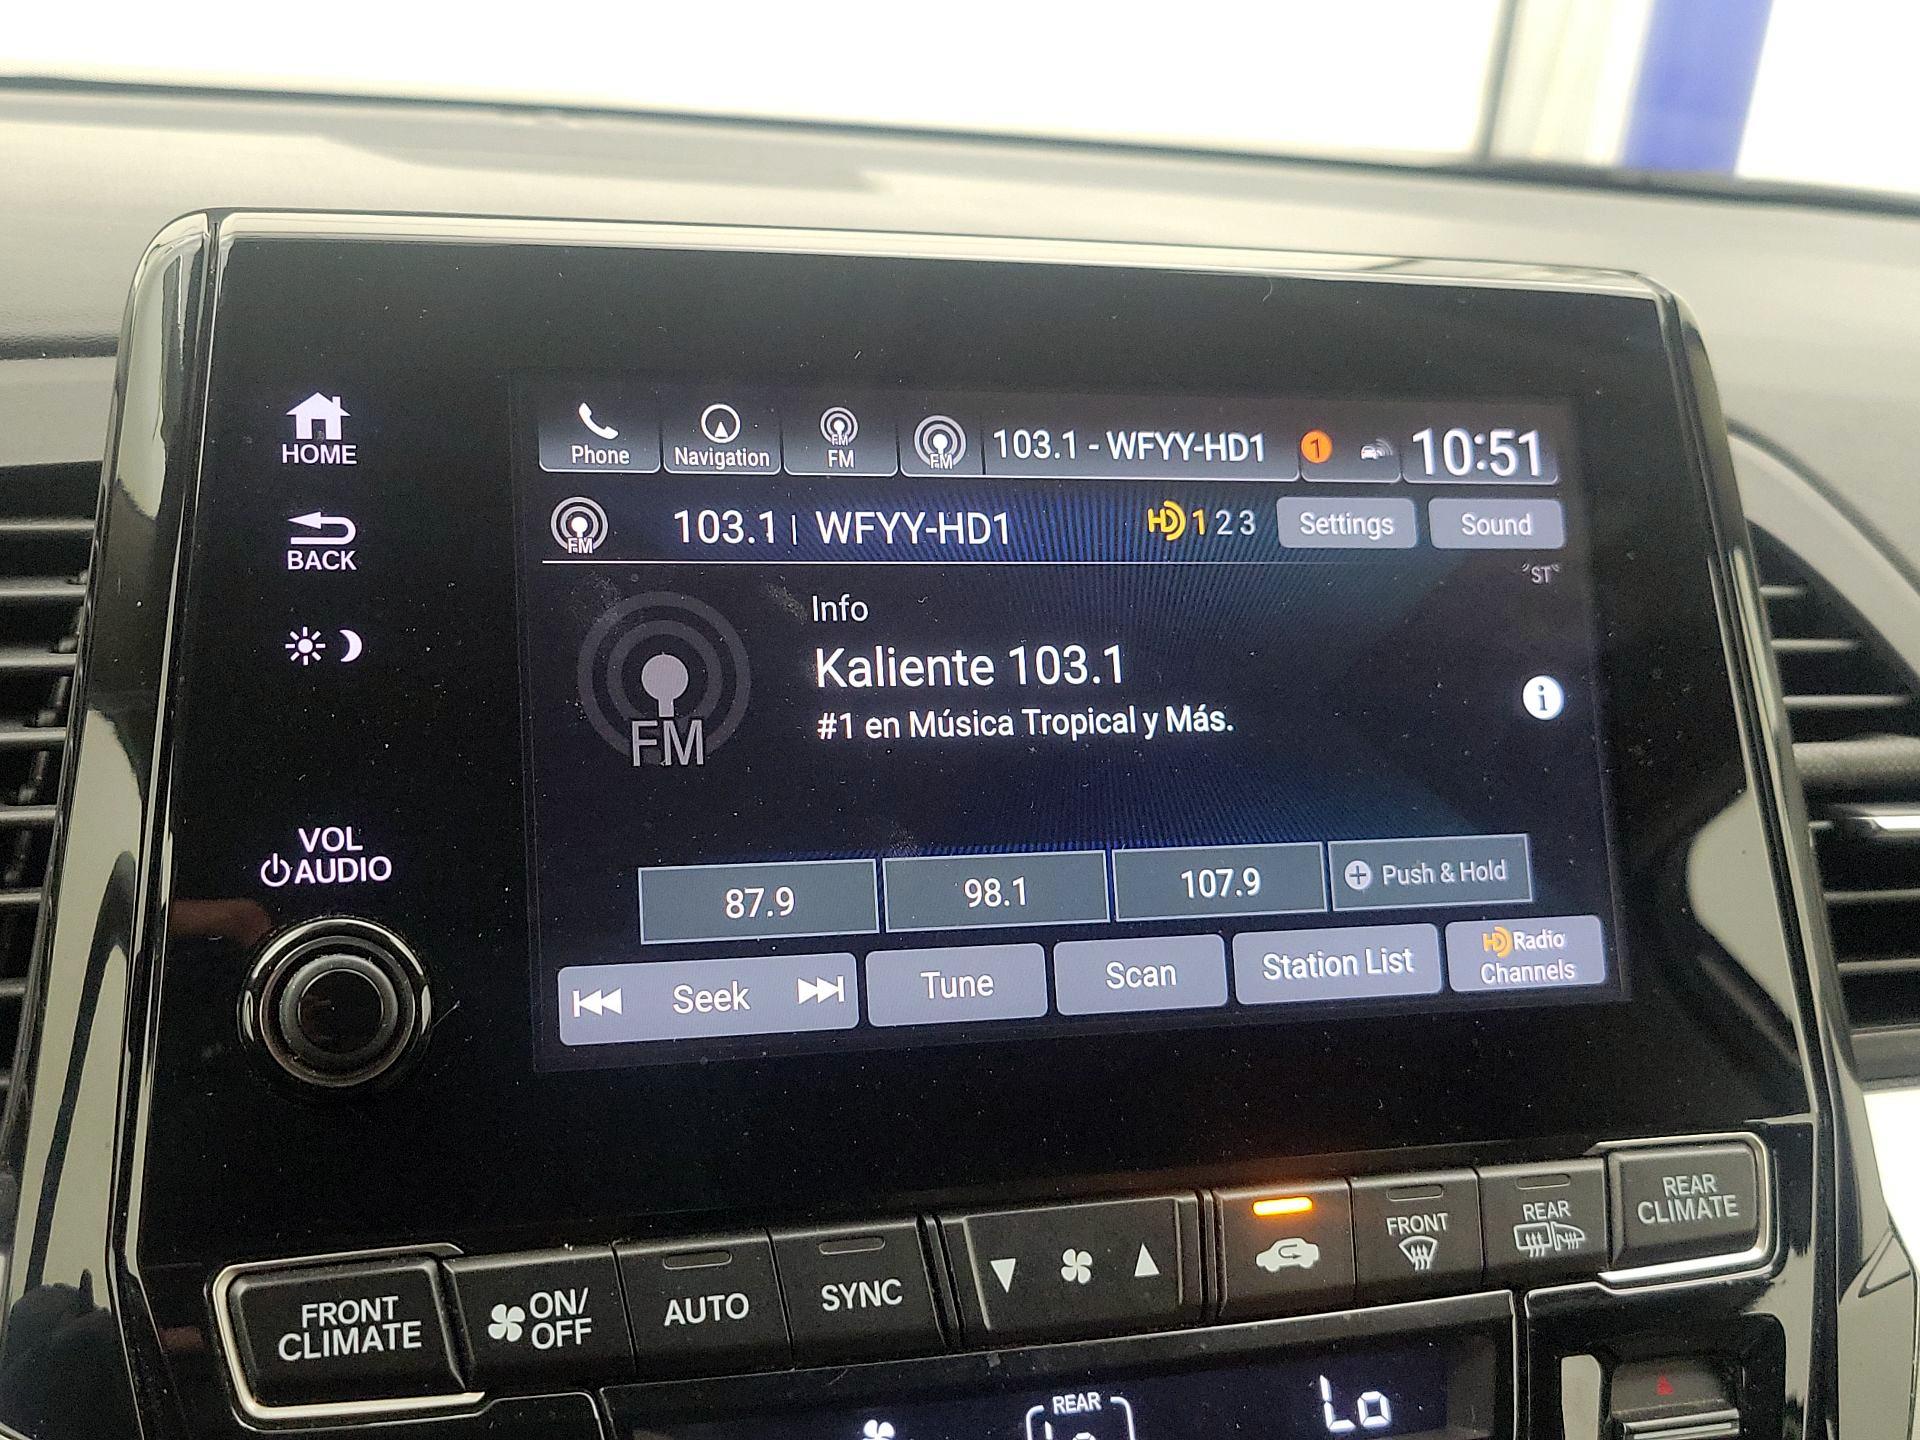 HOME
BACK
VOL
AUDIO
Phone
Navigation
FM
FM
FM
103.1 - WFYY-HD1
1
10:51
FM
103.1 | WFYY-HD1
HD 1 2 3
Settings
Sound
"ST"
Info
Kaliente 103.1
#1 en Música Tropical y Más.
FM
i
87.9
98.1
107.9
+ Push & Hold
Seek
Tune
Scan
Station List
HD Radio
Channels
FRONT
CLIMATE
ON/
OFF
AUTO
SYNC
FRONT
REAR
REAR
CLIMATE
REAR
Lo
Lo